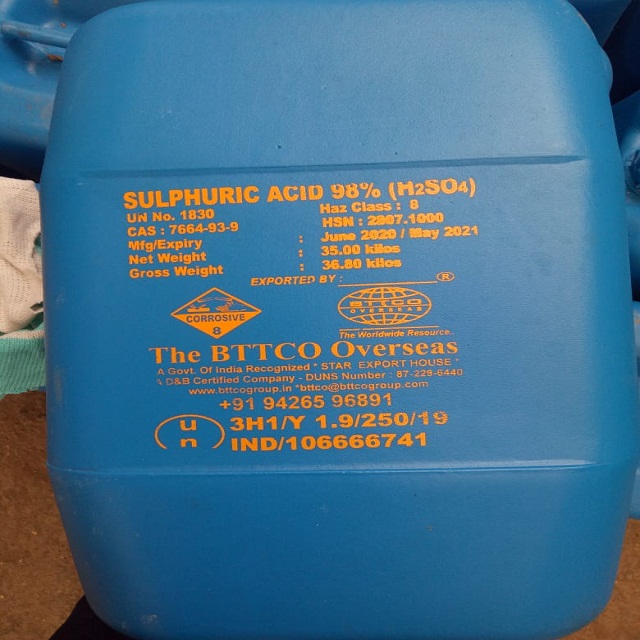 SULPHURIC ACID 98% (H2SO4)
UN No. 1830 Haz Class : 8
CAS : 7664-93-9 HSN : 2807.1000
Mfg/Expiry : June 2020 / May 2021
Net Weight : 35.00 kilos
Gross Weight : 36.80 kilos
EXPORTED BY :
CORROSIVE
8
BTTCO ®
OVERSEAS
The Worldwide Resource..
The BTTCO Overseas
A Govt. Of India Recognized * STAR EXPORT HOUSE *
A D&B Certified Company - DUNS Number : 87-229-6440
www.bttcogroup.in *bttco@bttcogroup.com
+91 94265 96891
u n 3H1/Y 1.9/250/19
IND/106666741